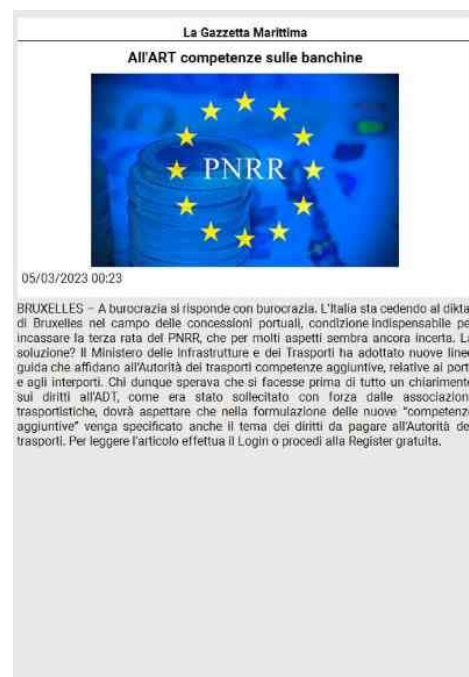 La Gazzetta Marittima
All'ART competenze sulle banchine
PNRR
05/03/2023 00:23
BRUXELLES – A burocrazia si risponde con burocrazia. L'Italia sta cedendo al dikta
di Bruxelles nel campo delle concessioni portuali, condizione indispensabile pe
incassare la terza rata del PNRR, che per molti aspetti sembra ancora incerta. La
soluzione? Il Ministero delle Infrastrutture e dei Trasporti ha adottato nuove linee
guida che affidano all'Autorità dei trasporti competenze aggiuntive, relative ai port
e agli interporti. Chi dunque sperava che si facesse prima di tutto un chiariment
sui diritti all'ADT, come era stato sollecitato con forza dalle association
trasportistiche, dovrà aspettare che nella formulazione delle nuove "competenze
aggiuntive" venga specificato anche il tema dei diritti da pagare all'Autorità de
trasporti. Per leggere l'articolo effettua il Login o procedi alla Register gratuita.